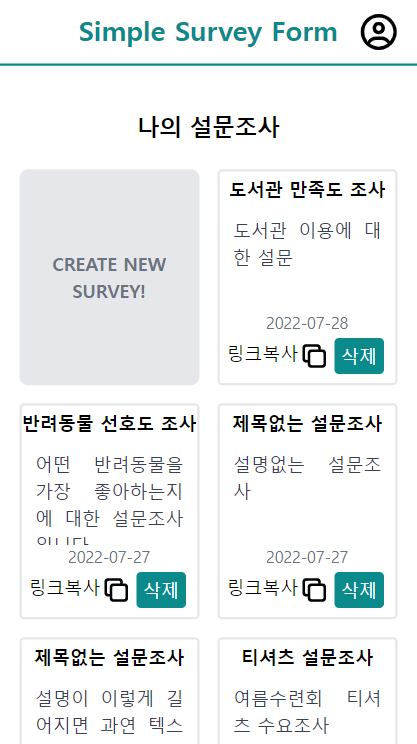 Simple Survey Form
나의 설문조사
CREATE NEW
SURVEY!
도서관 만족도 조사
도서관 이용에 대
한 설문
2022-07-28
링크복사
삭제
반려동물 선호도 조사
어떤 반려동물을
가장 좋아하는지
에 대한 설문조사
2022-07-27
링크복사
삭제
제목없는 설문조사
설명없는 설문조
사
2022-07-27
링크복사
삭제
제목없는 설문조사
설명이 이렇게 길
어지면 과연 텍스
티셔츠 설문조사
여름수련회 티셔
츠 수요조사